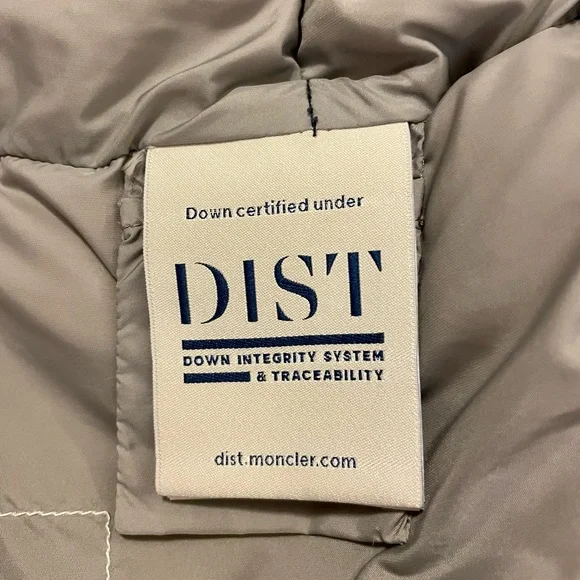 Down certified under
DIST
DOWN INTEGRITY SYSTEM
& TRACEABILITY
dist.moncler.com